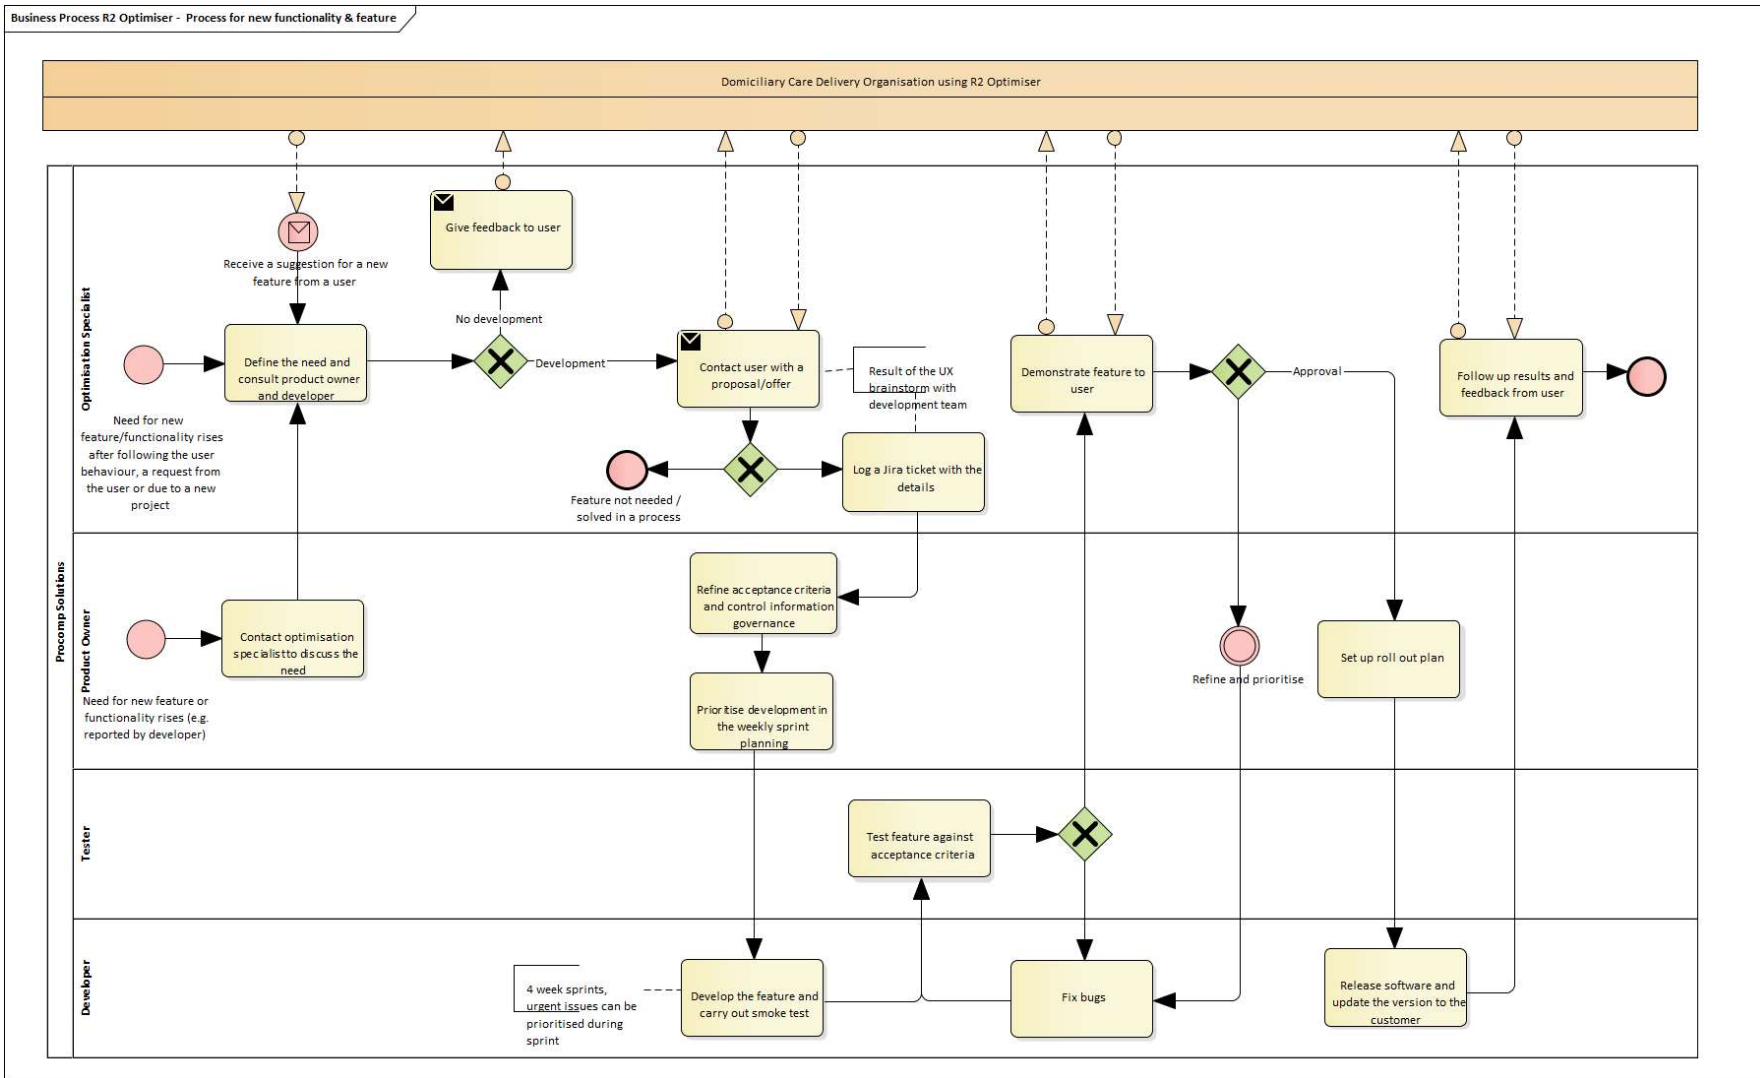 Business Process R2 Optimiser - Process for new functionality & feature
Domiciliary Care Delivery Organisation using R2 Optimiser
Procomp Solutions
Optimisation Specialist
Receive a suggestion for a new
feature from a user
Give feedback to user
No development
Define the need and
consult product owner
and developer
Development
Contact user with a
proposal/offer
Result of the UX
brainstorm with
development team
Demonstrate feature to
user
Approval
Follow up results and
feedback from user
Need for new
feature/functionality rises
after following the user
behaviour, a request from
the user or due to a new
project
Feature not needed /
solved in a process
Log a Jira ticket with the
details
Product Owner
Contact optimisation
specialist to discuss the
need
Need for new feature or
functionality rises (e.g.
reported by developer)
Refine acceptance criteria
and control information
governance
Prioritise development in
the weekly sprint
planning
Refine and prioritise
Set up roll out plan
Tester
Test feature against
acceptance criteria
Developer
4 week sprints,
urgent issues can be
prioritised during
sprint
Develop the feature and
carry out smoke test
Fix bugs
Release software and
update the version to the
customer